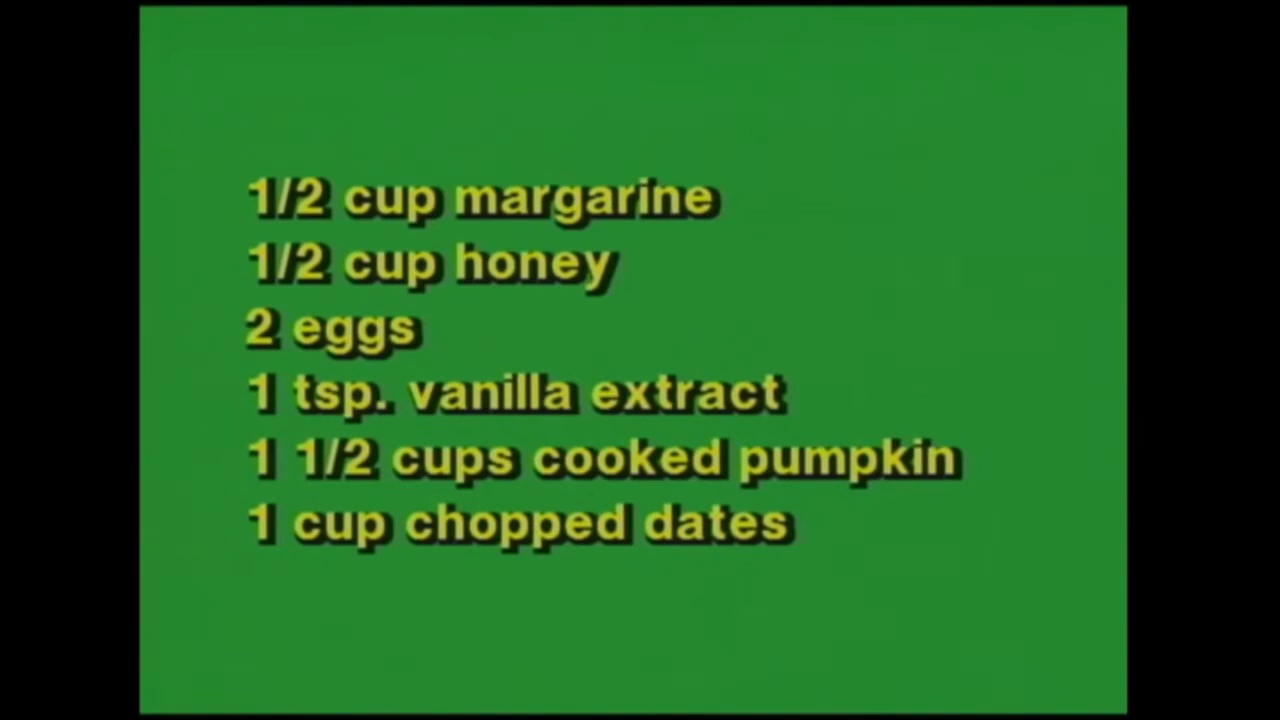 1/2 cup margarine
1/2 cup honey
2 eggs
1 tsp. vanilla extract
1 1/2 cups cooked pumpkin
1 cup chopped dates